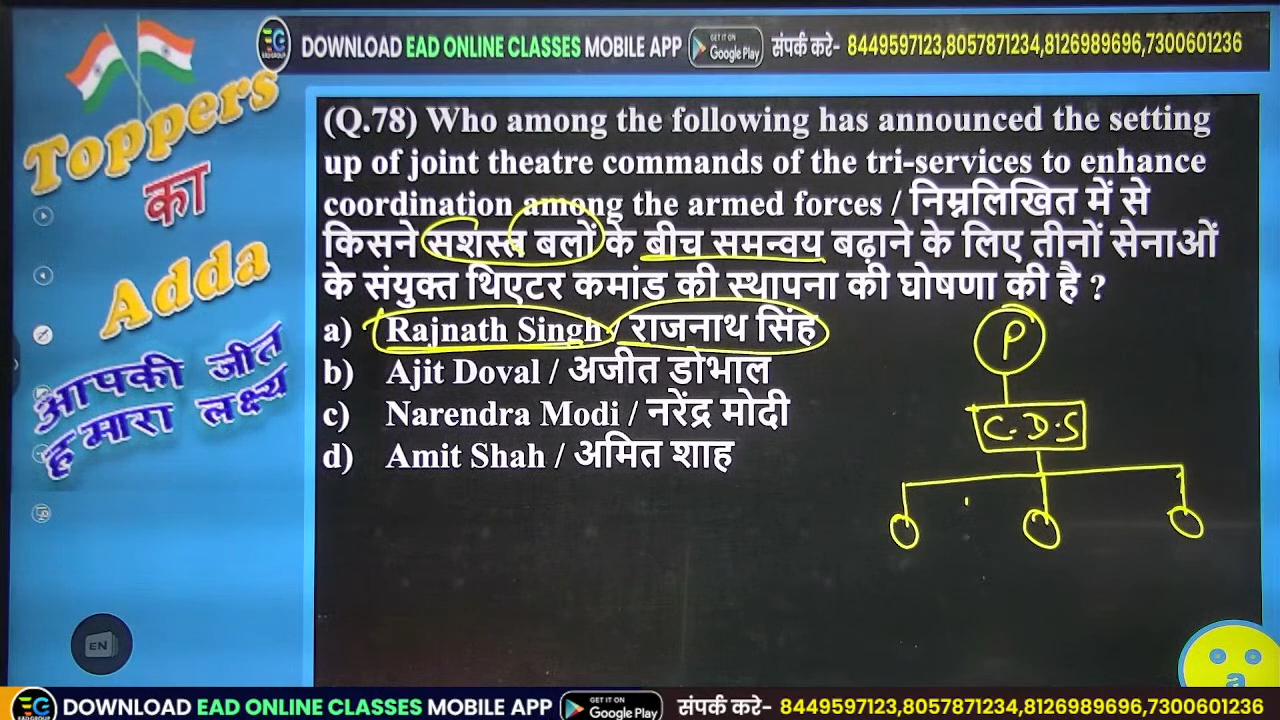 DOWNLOAD EAD ONLINE CLASSES MOBILE APP GET IT ON Google Play संपर्क करे- 8449597123,8057871234,8126989696,7300601236
Toppers
का
Adda
आपकी जीत
हमारा लक्ष्य
(Q.78) Who among the following has announced the setting
up of joint theatre commands of the tri-services to enhance
coordination among the armed forces / निम्नलिखित में से
किसने सशस्त्र बलों के बीच समन्वय बढ़ाने के लिए तीनों सेनाओं
के संयुक्त थिएटर कमांड की स्थापना की घोषणा की है ?
a) Rajnath Singh / राजनाथ सिंह
b) Ajit Doval / अजीत डोभाल
c) Narendra Modi / नरेंद्र मोदी
d) Amit Shah / अमित शाह
P
C.D.S
EN
a
DOWNLOAD EAD ONLINE CLASSES MOBILE APP GET IT ON Google Play संपर्क करे- 8449597123,8057871234,8126989696,7300601236